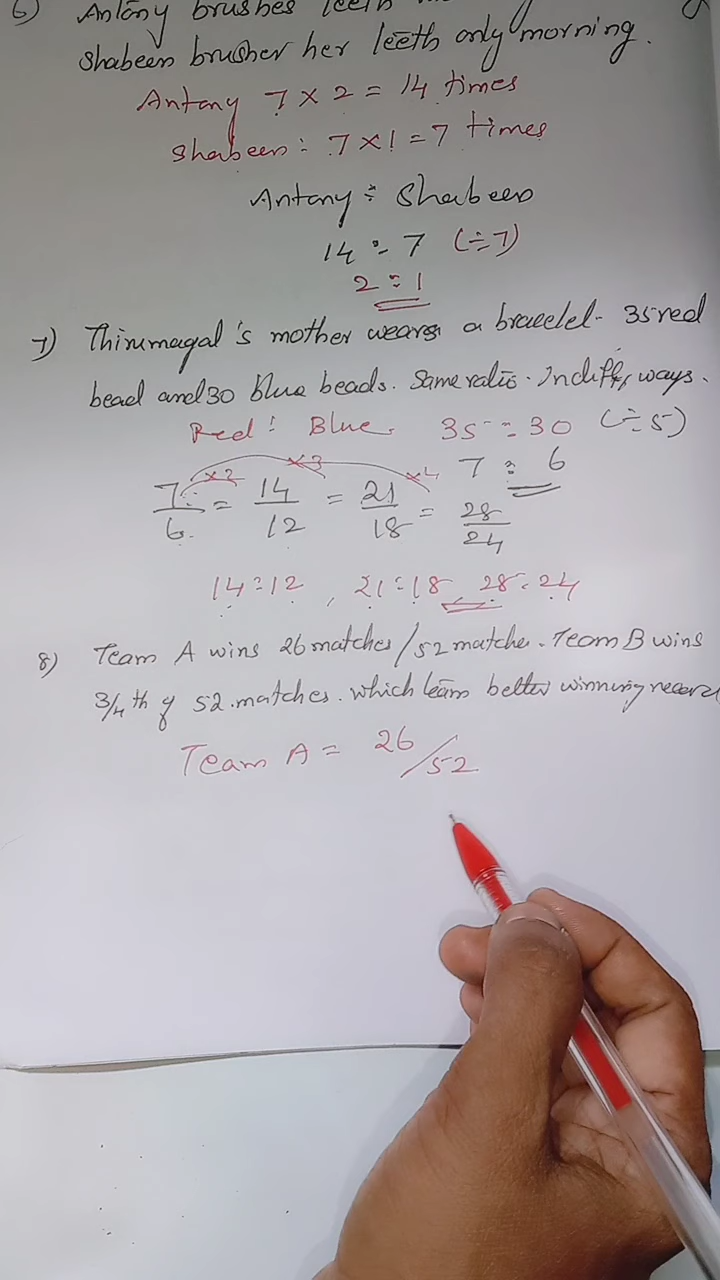 6) Antony brushes teeth
Shabeen brusher her teeth only morning.
Antony 7 × 2 = 14 times
Shabeen : 7 × 1 = 7 times
Antony : Shabeen
14 : 7 (÷7)
2 : 1
7) Thirumagal's mother wears a bracelet. 35 red
bead and 30 blue beads. Same ratio. In diff, ways.
Red : Blue. 35 : 30 (÷5)
7 : 6
×2 ×3 ×4
7/6 = 14/12 = 21/18 = 28/24
14:12, 21:18, 28:24
8) Team A wins 26 matches/52 matche. Team B wins
3/4th of 52 matches. which team better winning record
Team A = 26/52